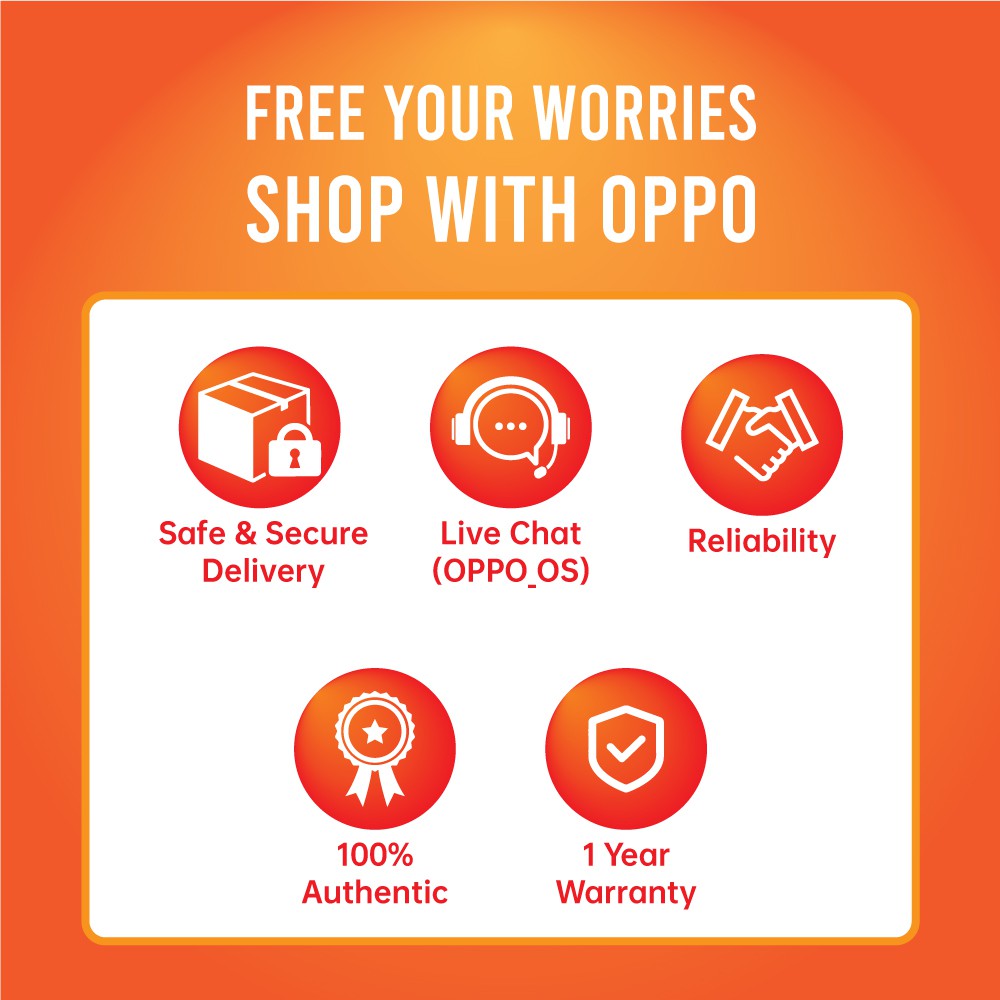 FREE YOUR WORRIES
SHOP WITH OPPO
Safe & Secure
Delivery
Live Chat
(OPPO_OS)
Reliability
100%
Authentic
1 Year
Warranty